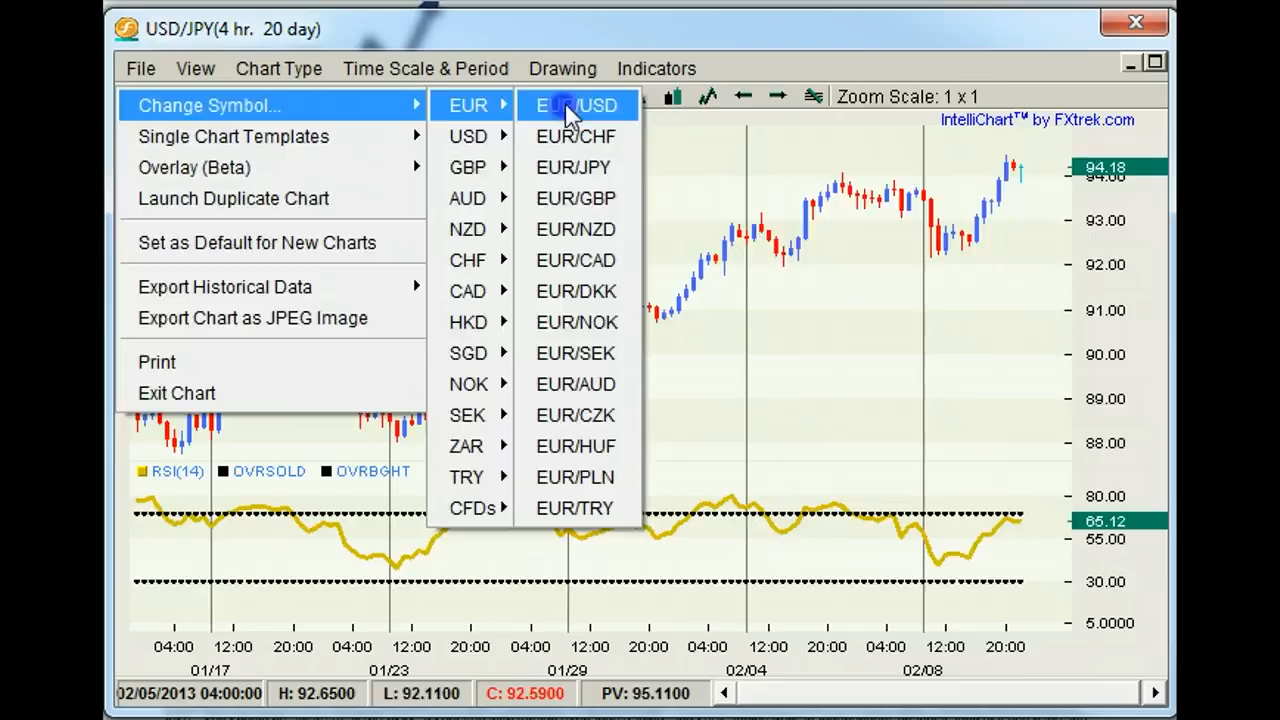 USD/JPY(4 hr. 20 day)
File View Chart Type Time Scale & Period Drawing Indicators
Zoom Scale: 1 x 1
IntelliChart™ by FXtrek.com
Change Symbol...
Single Chart Templates
Overlay (Beta)
Launch Duplicate Chart
Set as Default for New Charts
Export Historical Data
Export Chart as JPEG Image
Print
Exit Chart
EUR
USD
GBP
AUD
NZD
CHF
CAD
HKD
SGD
NOK
SEK
ZAR
TRY
CFDs
EUR/USD
EUR/CHF
EUR/JPY
EUR/GBP
EUR/NZD
EUR/CAD
EUR/DKK
EUR/NOK
EUR/SEK
EUR/AUD
EUR/CZK
EUR/HUF
EUR/PLN
EUR/TRY
94.18
94.00
93.00
92.00
91.00
90.00
89.00
88.00
RSI(14) OVRSOLD OVRBGHT
80.00
65.12
55.00
30.00
5.0000
04:00 12:00 20:00 04:00 12:00 20:00 04:00 12:00 20:00 04:00 12:00 20:00 04:00 12:00 20:00
01/17 01/23 01/29 02/04 02/08
02/05/2013 04:00:00 H: 92.6500 L: 92.1100 C: 92.5900 PV: 95.1100